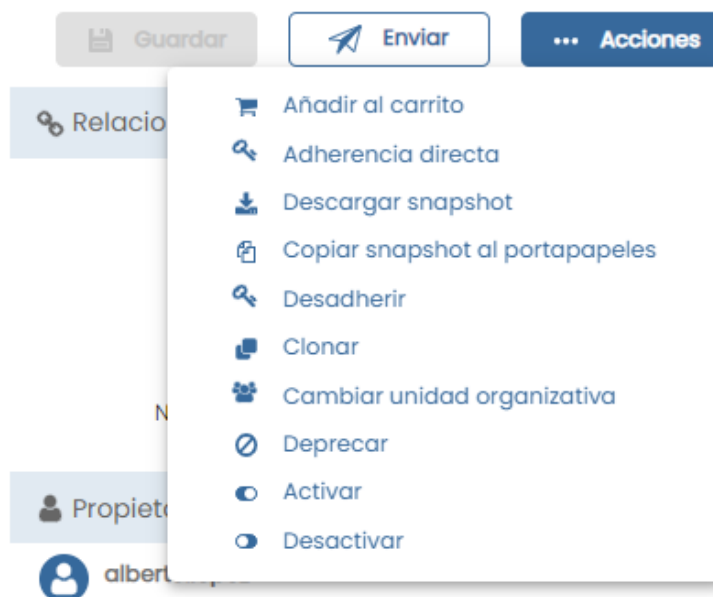 Guardar
Enviar
··· Acciones
Relacio
Añadir al carrito
Adherencia directa
Descargar snapshot
Copiar snapshot al portapapeles
Desadherir
Clonar
N
Cambiar unidad organizativa
Deprecar
Activar
Propieta
Desactivar